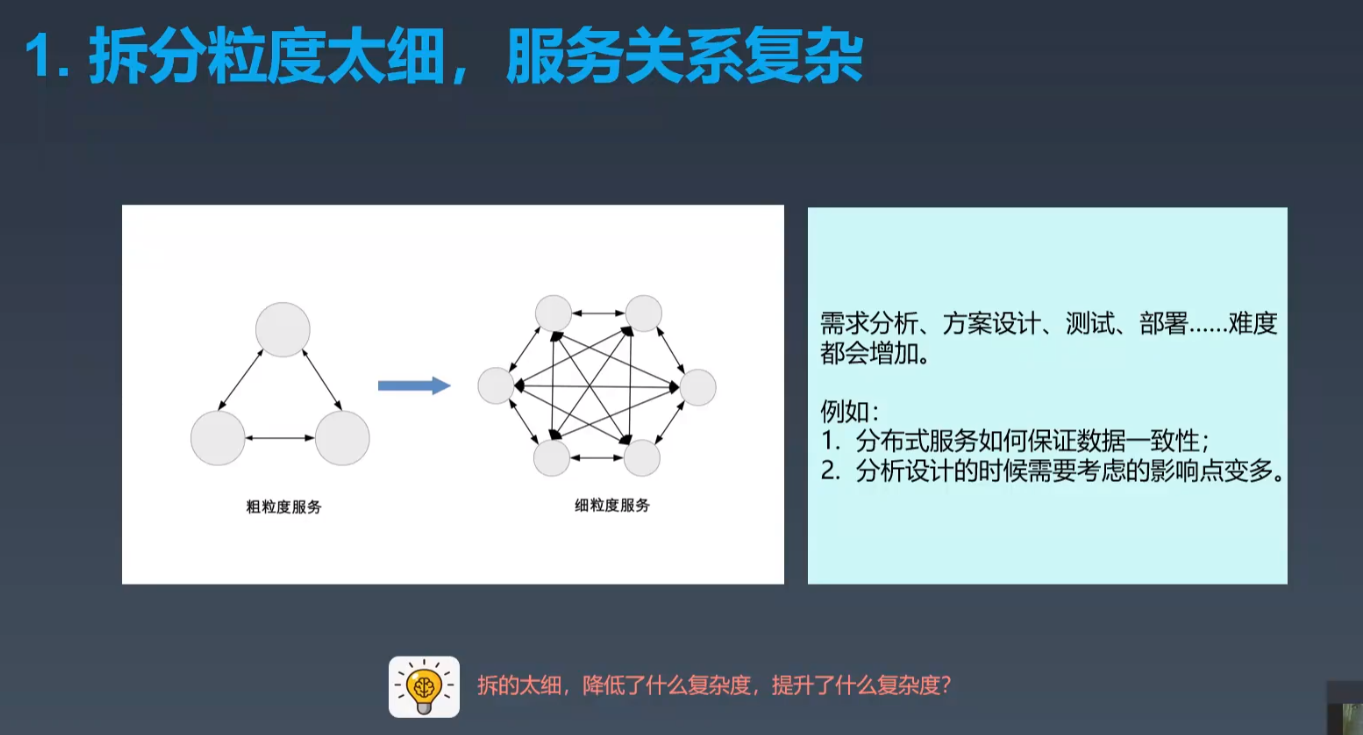 1. 拆分粒度太细，服务关系复杂
粗粒度服务
细粒度服务
需求分析、方案设计、测试、部署......难度
都会增加。
例如：
1. 分布式服务如何保证数据一致性；
2. 分析设计的时候需要考虑的影响点变多。
拆的太细，降低了什么复杂度，提升了什么复杂度？